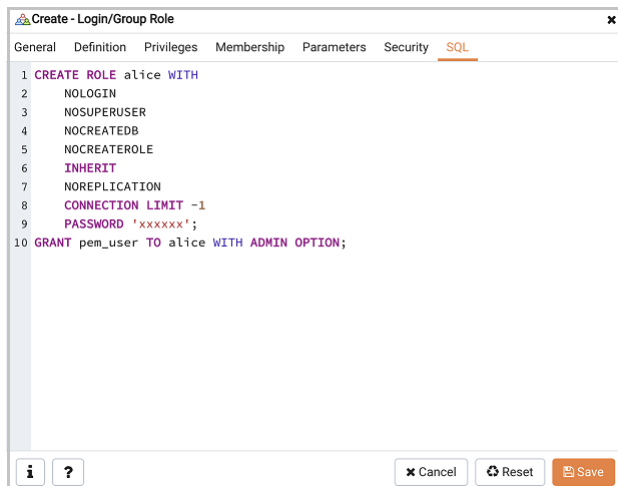 Create - Login/Group Role
General Definition Privileges Membership Parameters Security SQL
1 CREATE ROLE alice WITH
2 NOLOGIN
3 NOSUPERUSER
4 NOCREATEDB
5 NOCREATEROLE
6 INHERIT
7 NOREPLICATION
8 CONNECTION LIMIT -1
9 PASSWORD 'xxxxxx';
10 GRANT pem_user TO alice WITH ADMIN OPTION;
i ? Cancel Reset Save